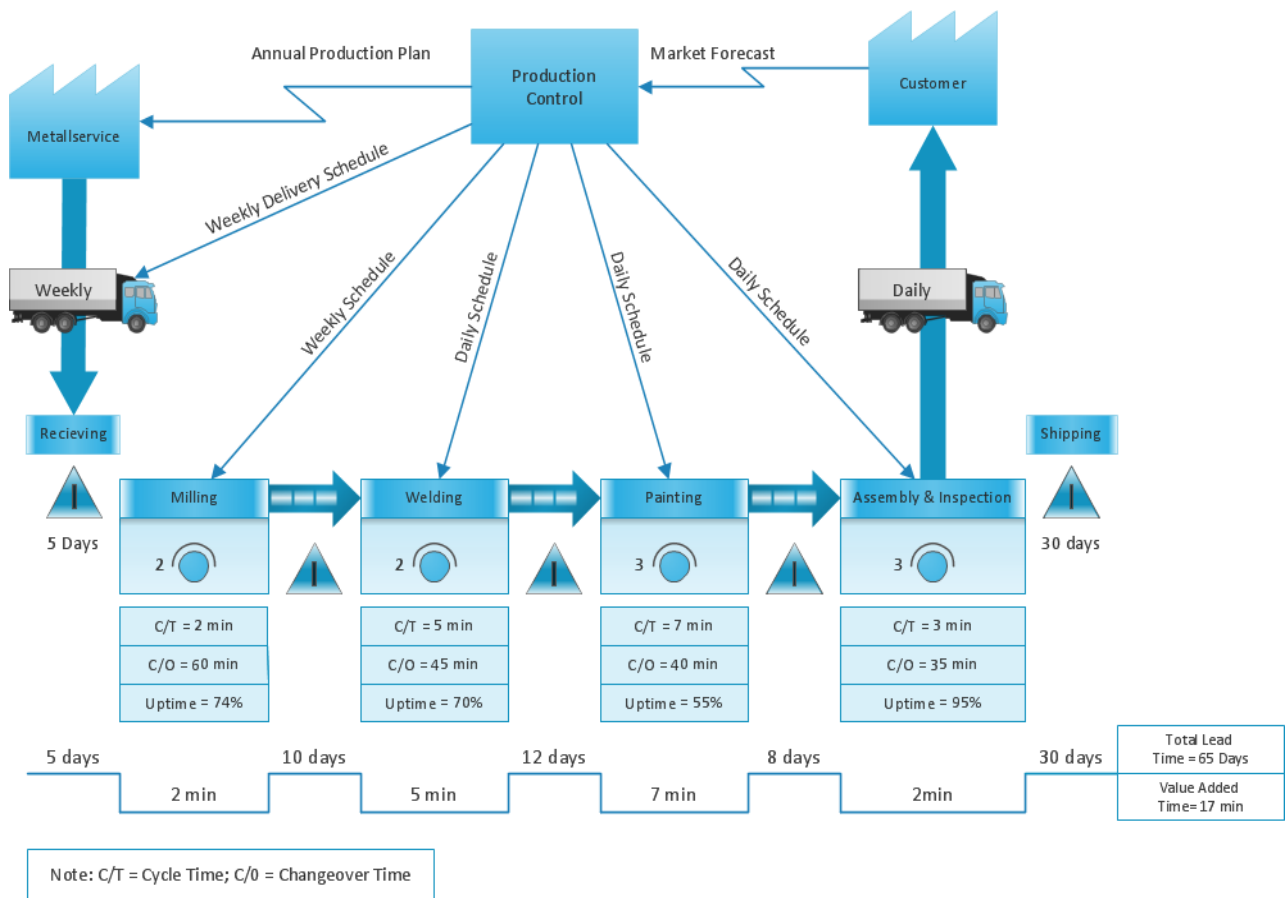 Annual Production Plan
Market Forecast
Production
Control
Customer
Metallservice
Weekly Delivery Schedule
Weekly Schedule
Daily Schedule
Daily Schedule
Daily Schedule
Weekly
Daily
Recieving
Shipping
Milling
Welding
Painting
Assembly & Inspection
5 Days
2
2
3
3
30 days
C/T = 2 min
C/O = 60 min
Uptime = 74%
C/T = 5 min
C/O = 45 min
Uptime = 70%
C/T = 7 min
C/O = 40 min
Uptime = 55%
C/T = 3 min
C/O = 35 min
Uptime = 95%
5 days
10 days
12 days
8 days
30 days
2 min
5 min
7 min
2min
Total Lead
Time = 65 Days
Value Added
Time= 17 min
Note: C/T = Cycle Time; C/0 = Changeover Time